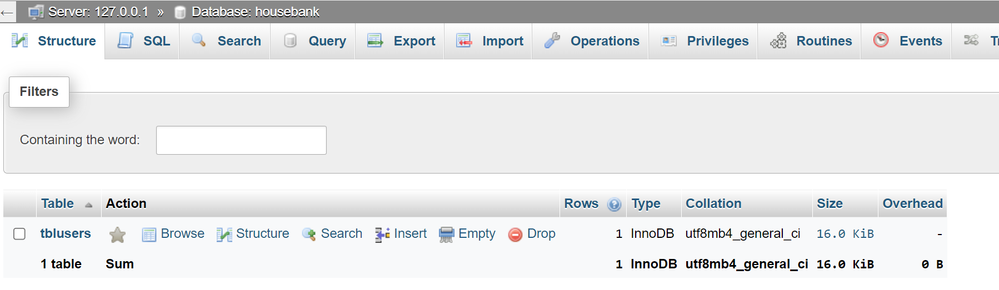 ← Server: 127.0.0.1 » Database: housebank
Structure SQL Search Query Export Import Operations Privileges Routines Events
Filters
Containing the word:
Table Action Rows Type Collation Size Overhead
tblusers Browse Structure Search Insert Empty Drop 1 InnoDB utf8mb4_general_ci 16.0 KiB -
1 table Sum 1 InnoDB utf8mb4_general_ci 16.0 KiB 0 B